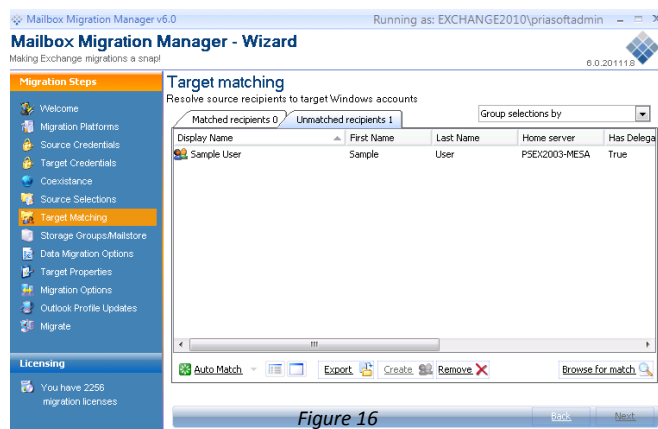 Mailbox Migration Manager v6.0
Running as: EXCHANGE2010\priasoftadmin
Mailbox Migration Manager - Wizard
Making Exchange migrations a snap!
6.0.20111.8
Migration Steps
Welcome
Migration Platforms
Source Credentials
Target Credentials
Coexistance
Source Selections
Target Matching
Storage Groups/Mailstore
Data Migration Options
Target Properties
Migration Options
Outlook Profile Updates
Migrate
Licensing
You have 2256
migration licenses
Target matching
Resolve source recipients to target Windows accounts
Matched recipients 0
Unmatched recipients 1
Group selections by
Display Name First Name Last Name Home server Has Delega
Sample User Sample User PSEX2003-MESA True
Auto Match Export Create Remove Browse for match
Figure 16
Back Next